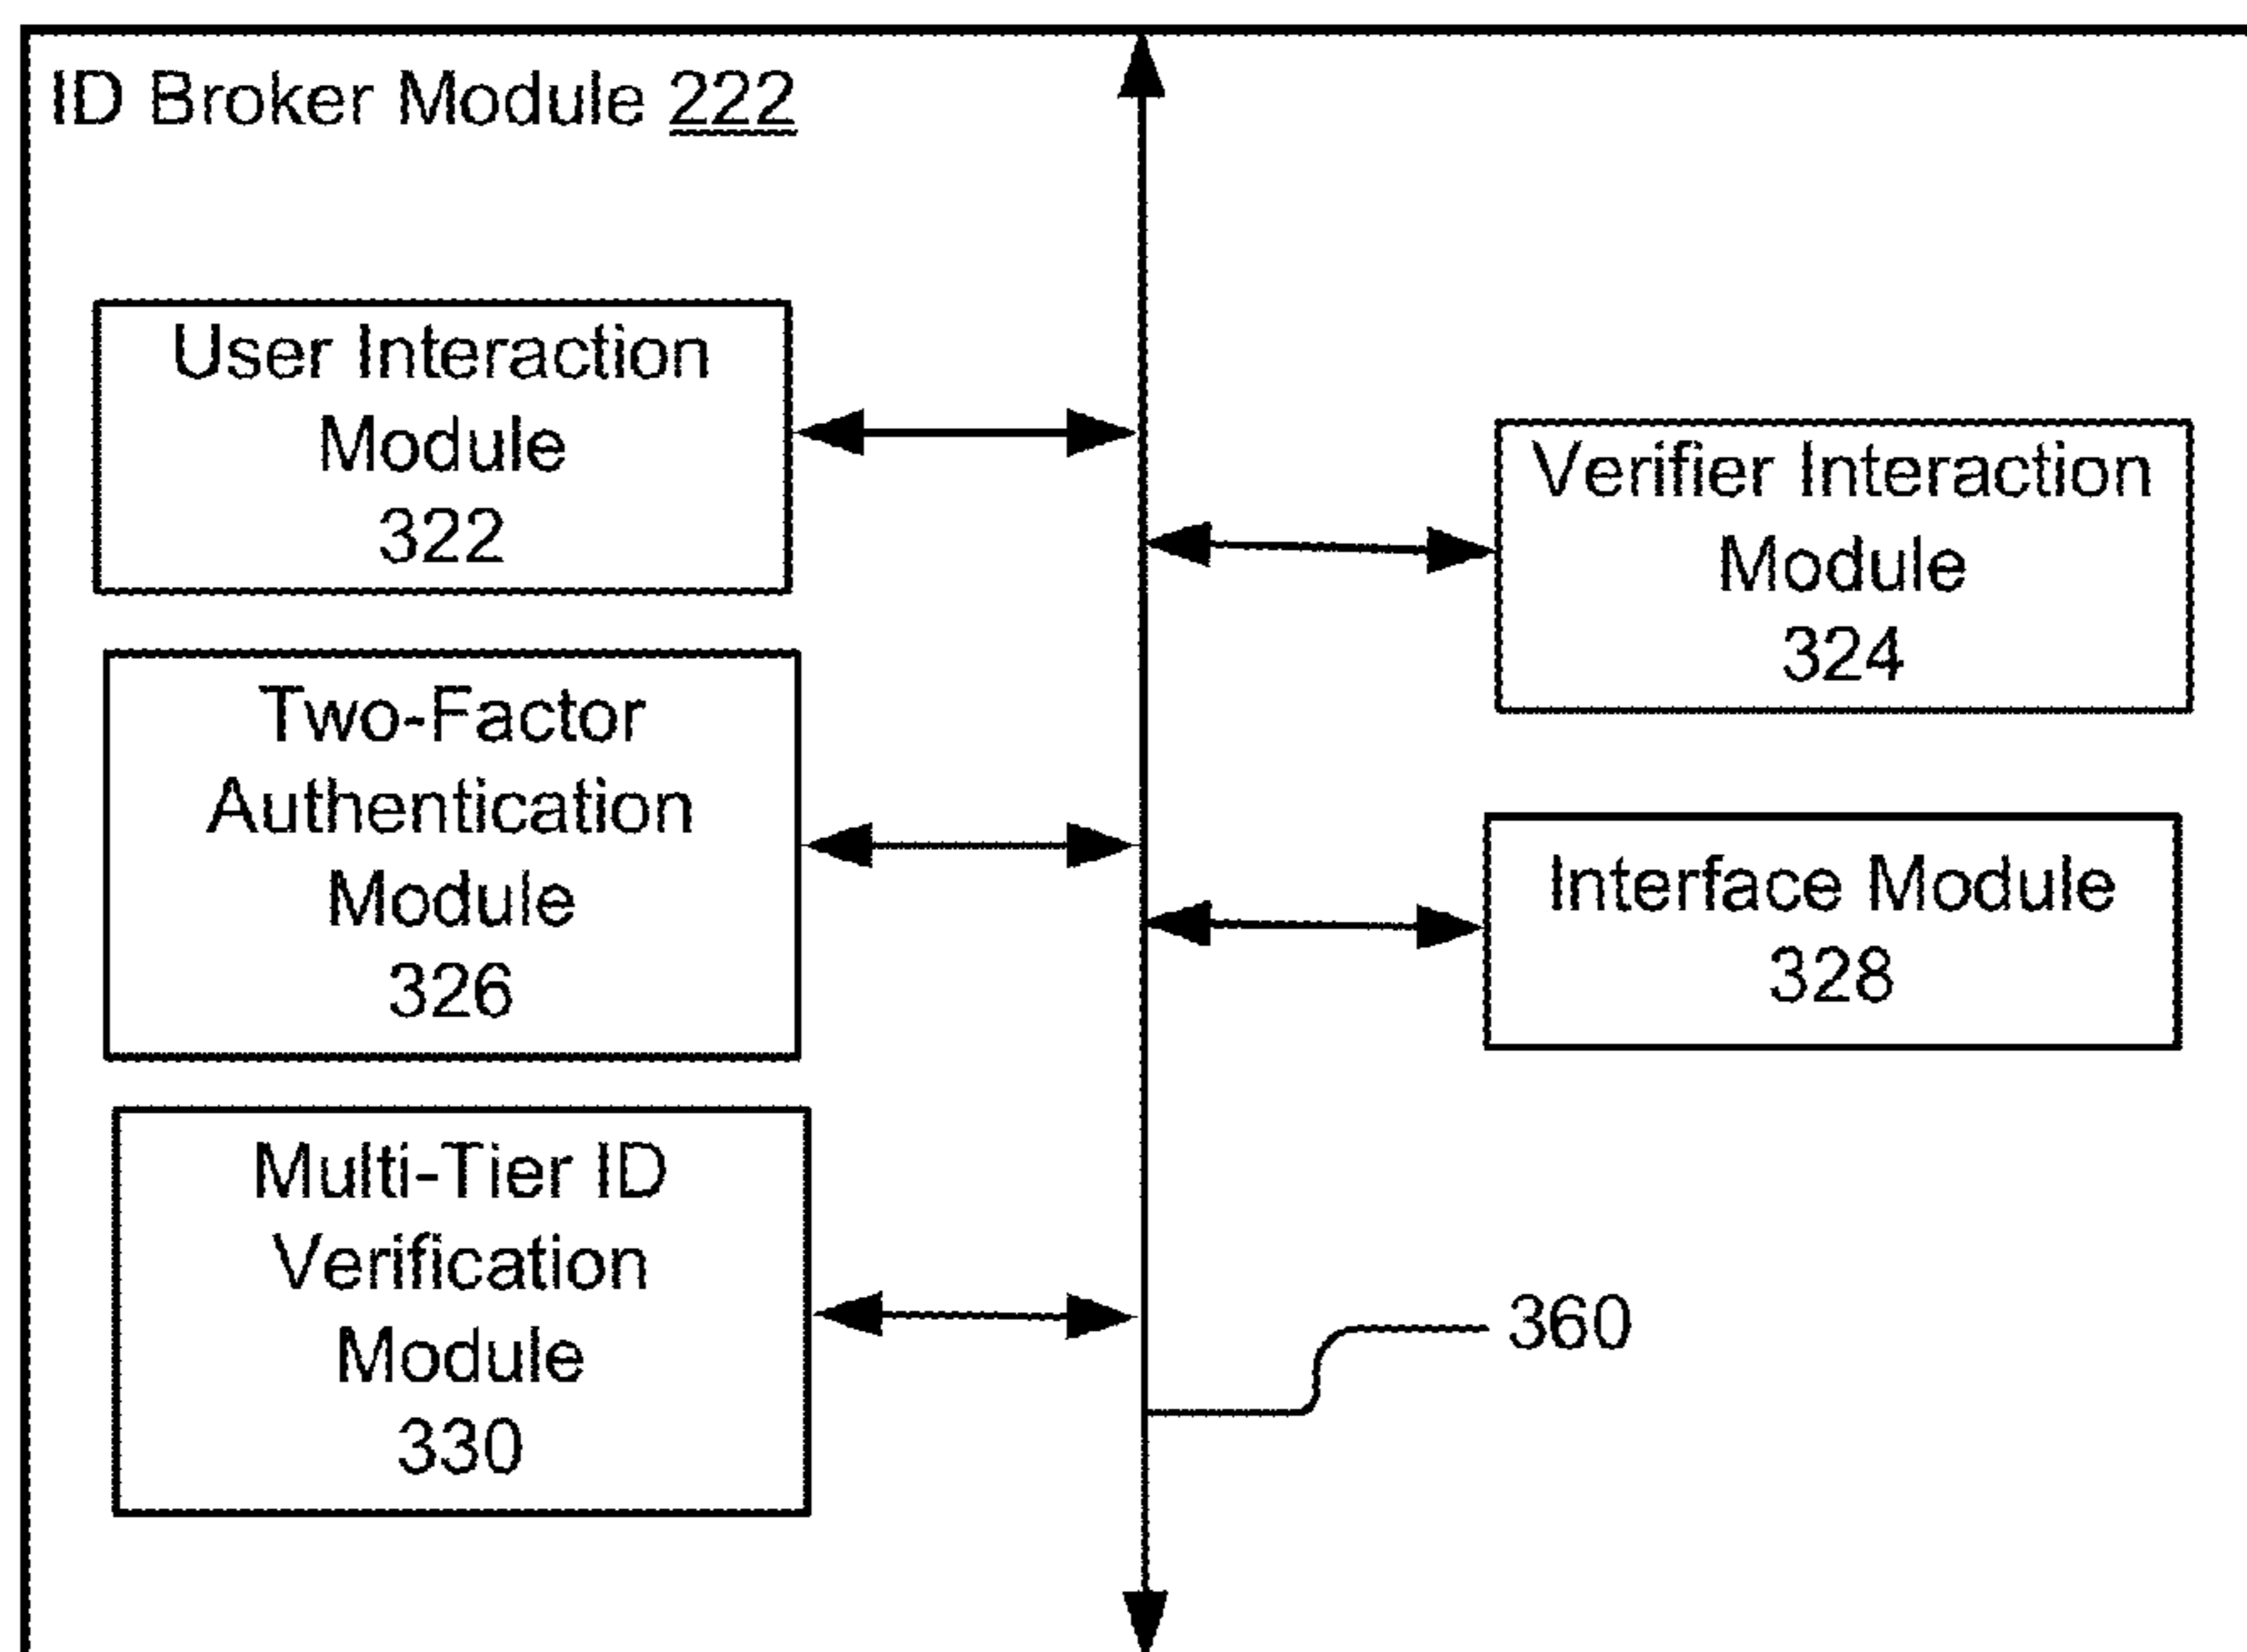 ID Broker Module 222
User Interaction
Module
322
Verifier Interaction
Module
324
Two-Factor
Authentication
Module
326
Interface Module
328
Multi-Tier ID
Verification
Module
330
360